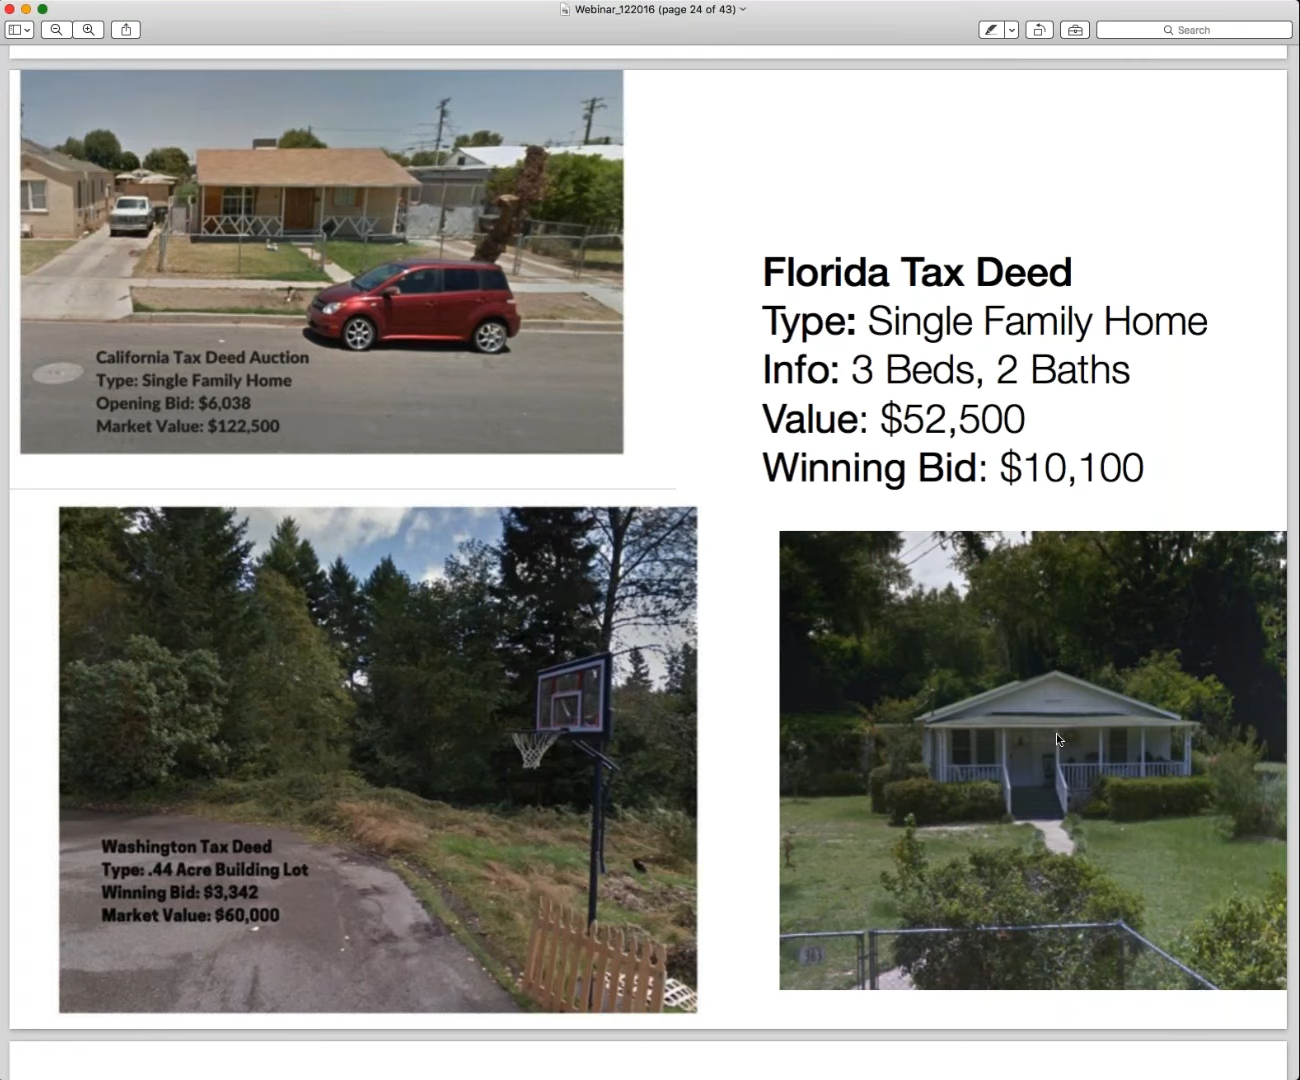 Webinar_122016 (page 24 of 43)
Search
California Tax Deed Auction
Type: Single Family Home
Opening Bid: $6,038
Market Value: $122,500
Florida Tax Deed
Type: Single Family Home
Info: 3 Beds, 2 Baths
Value: $52,500
Winning Bid: $10,100
Washington Tax Deed
Type: .44 Acre Building Lot
Winning Bid: $3,342
Market Value: $60,000